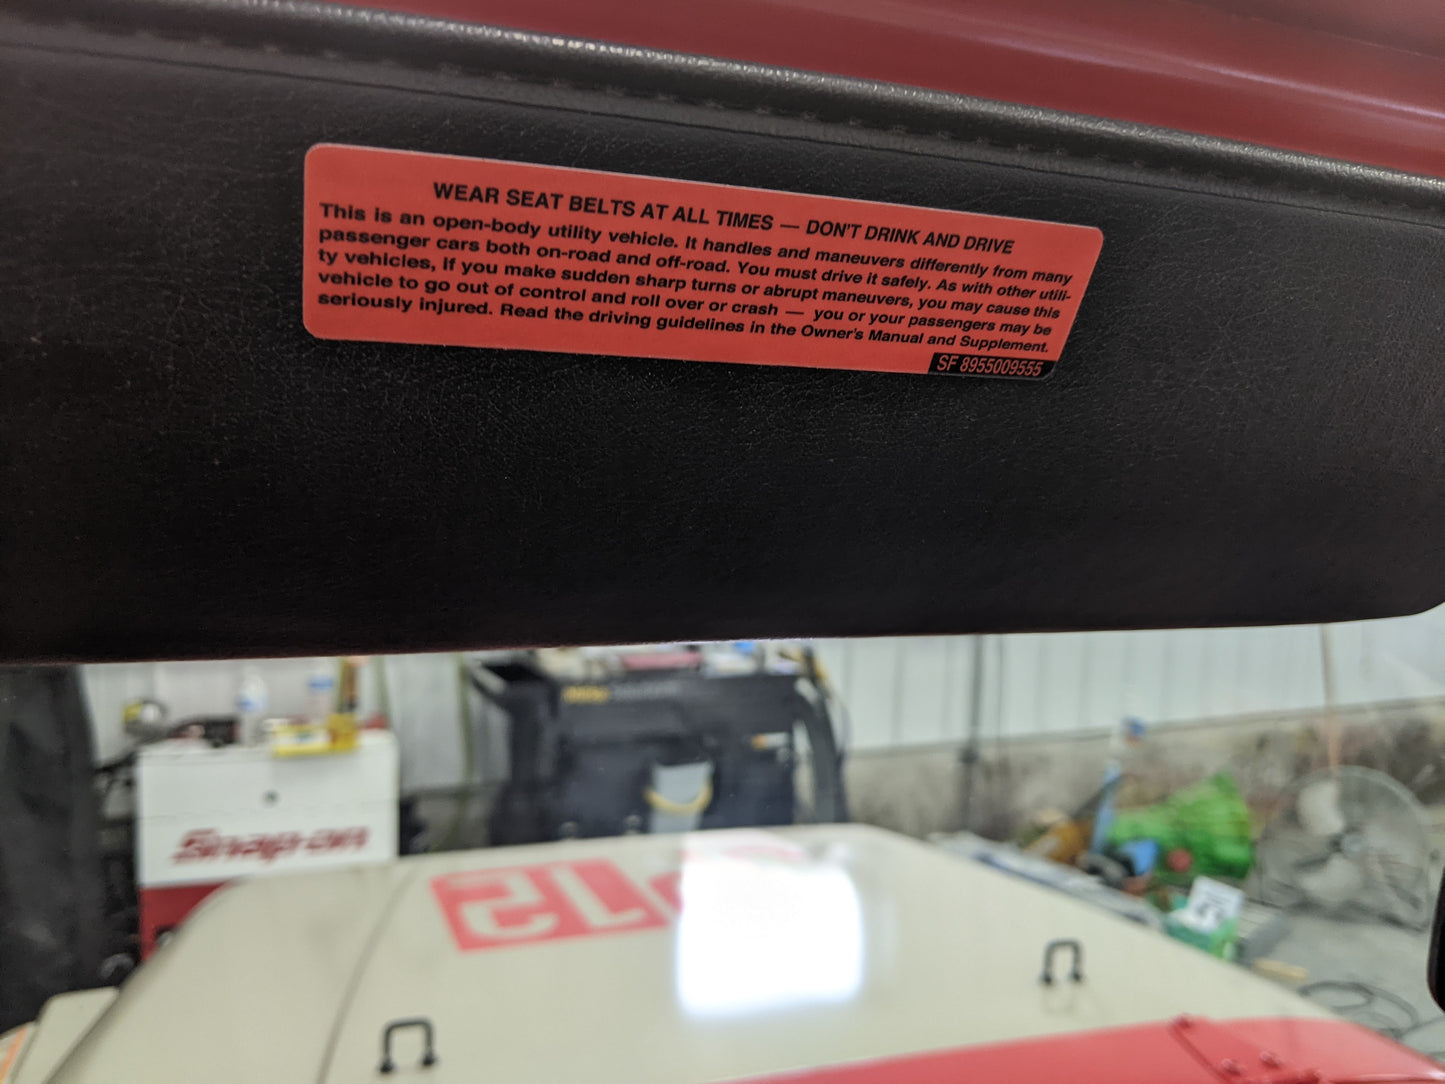 WEAR SEAT BELTS AT ALL TIMES — DON'T DRINK AND DRIVE
This is an open-body utility vehicle. It handles and maneuvers differently from many
passenger cars both on-road and off-road. You must drive it safely. As with other utili-
ty vehicles, if you make sudden sharp turns or abrupt maneuvers, you may cause this
vehicle to go out of control and roll over or crash — you or your passengers may be
seriously injured. Read the driving guidelines in the Owner's Manual and Supplement.
SF 8955009555
Snap-on
12